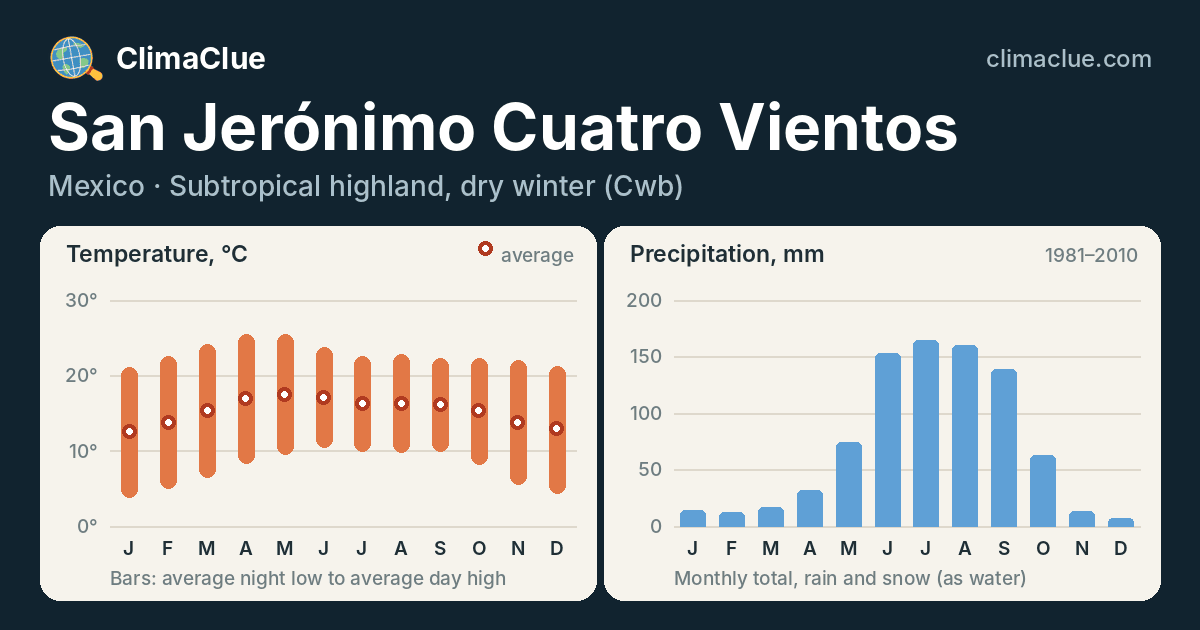 ClimaClue
climaclue.com
San Jerónimo Cuatro Vientos
Mexico · Subtropical highland, dry winter (Cwb)
Temperature, °C
average
30°
20°
10°
0°
J F M A M J J A S O N D
Bars: average night low to average day high
Precipitation, mm
1981–2010
200
150
100
50
0
J F M A M J J A S O N D
Monthly total, rain and snow (as water)